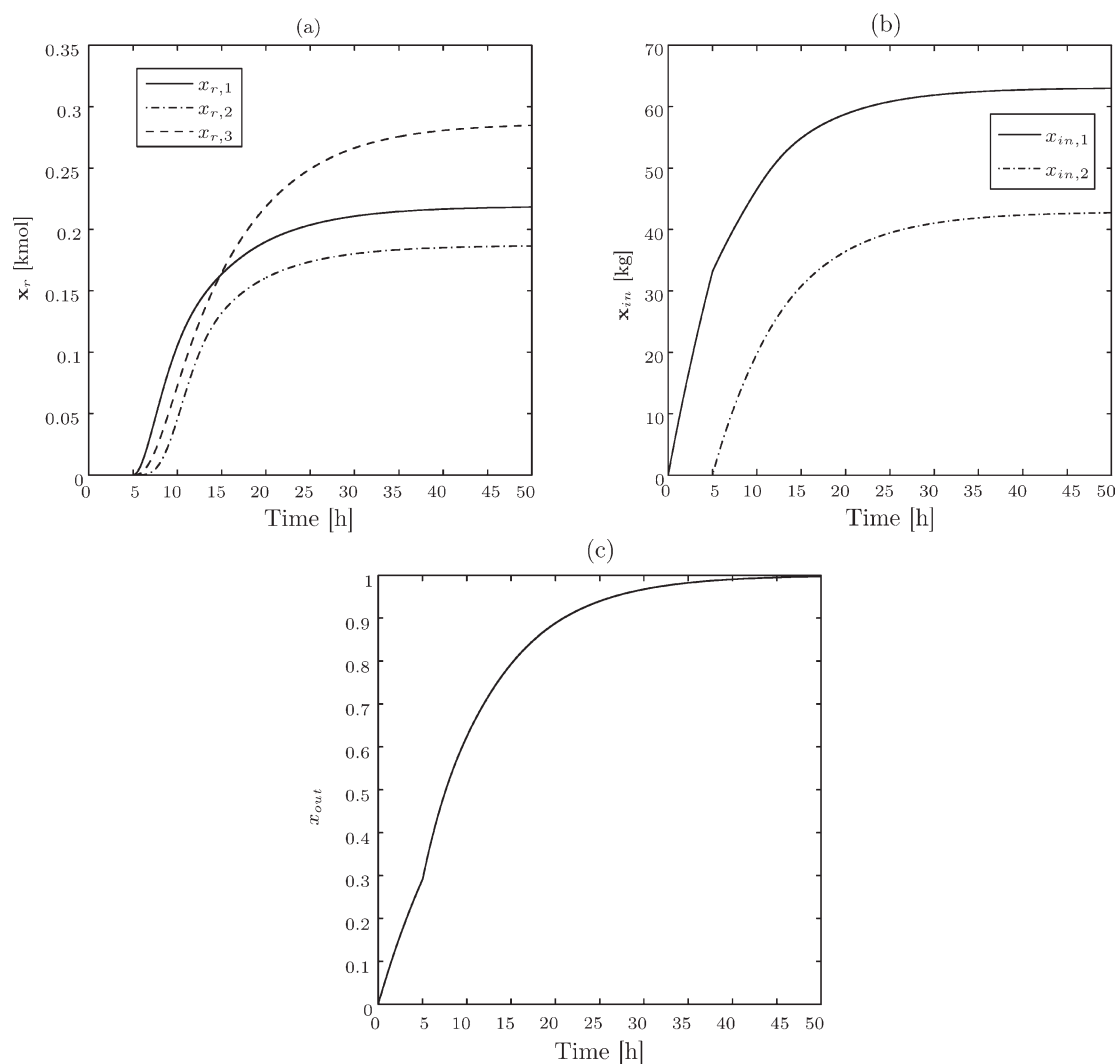 (a)
0.35
0.3
0.25
0.2
0.15
0.1
0.05
0
x_{r,1}
x_{r,2}
x_{r,3}
x_r [kmol]
0 5 10 15 20 25 30 35 40 45 50
Time [h]
(b)
70
60
50
40
30
20
10
0
x_{in,1}
x_{in,2}
x_{in} [kg]
0 5 10 15 20 25 30 35 40 45 50
Time [h]
(c)
1
0.9
0.8
0.7
0.6
0.5
0.4
0.3
0.2
0.1
0
x_{out}
0 5 10 15 20 25 30 35 40 45 50
Time [h]